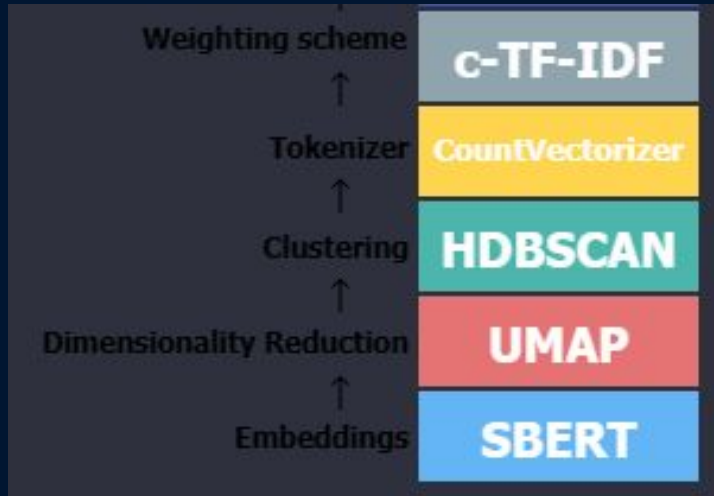 Weighting scheme c-TF-IDF
↑
Tokenizer CountVectorizer
↑
Clustering HDBSCAN
↑
Dimensionality Reduction UMAP
↑
Embeddings SBERT